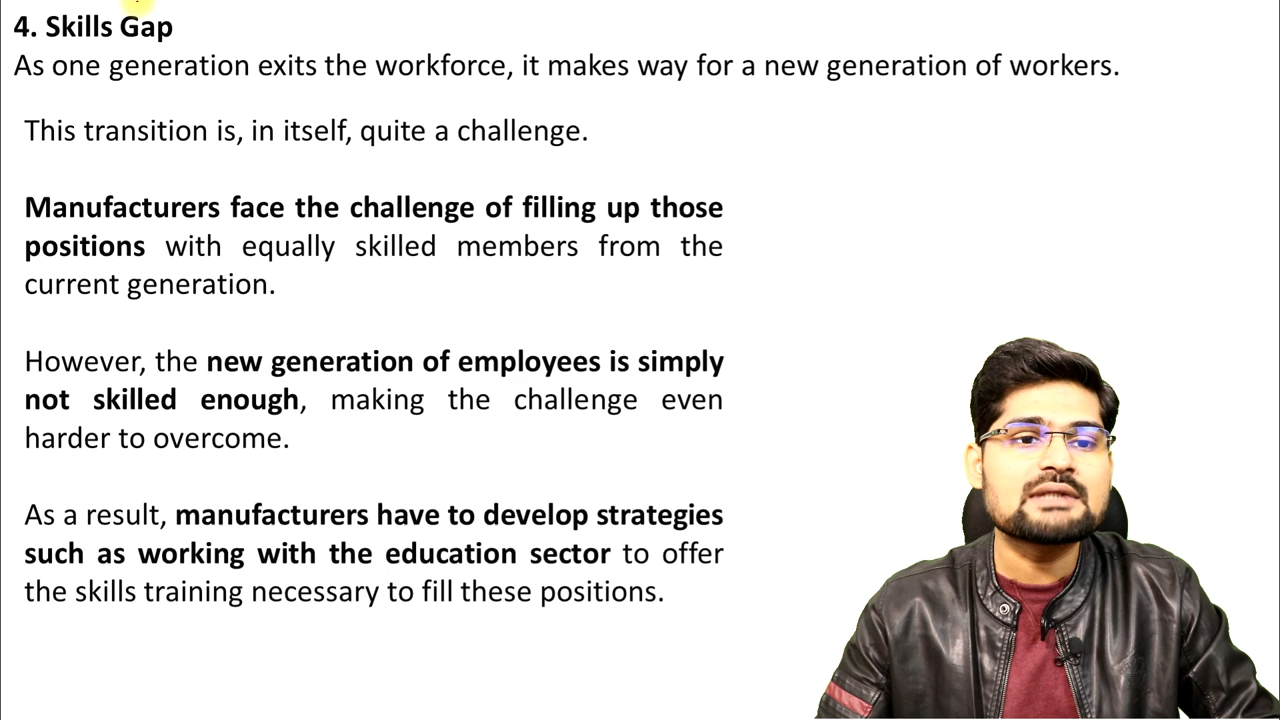 4. Skills Gap
As one generation exits the workforce, it makes way for a new generation of workers.
This transition is, in itself, quite a challenge.
Manufacturers face the challenge of filling up those
positions with equally skilled members from the
current generation.
However, the new generation of employees is simply
not skilled enough, making the challenge even
harder to overcome.
As a result, manufacturers have to develop strategies
such as working with the education sector to offer
the skills training necessary to fill these positions.